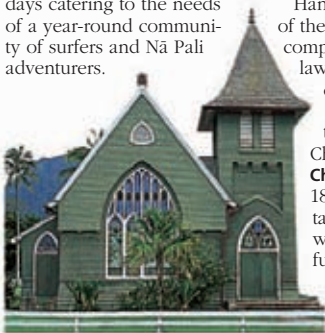 days catering to the needs
of a year-round communi-
ty of surfers and Nā Pali
adventurers.
Han
of the
comp
law
t
Ch
Ch
18
ta
w
fu